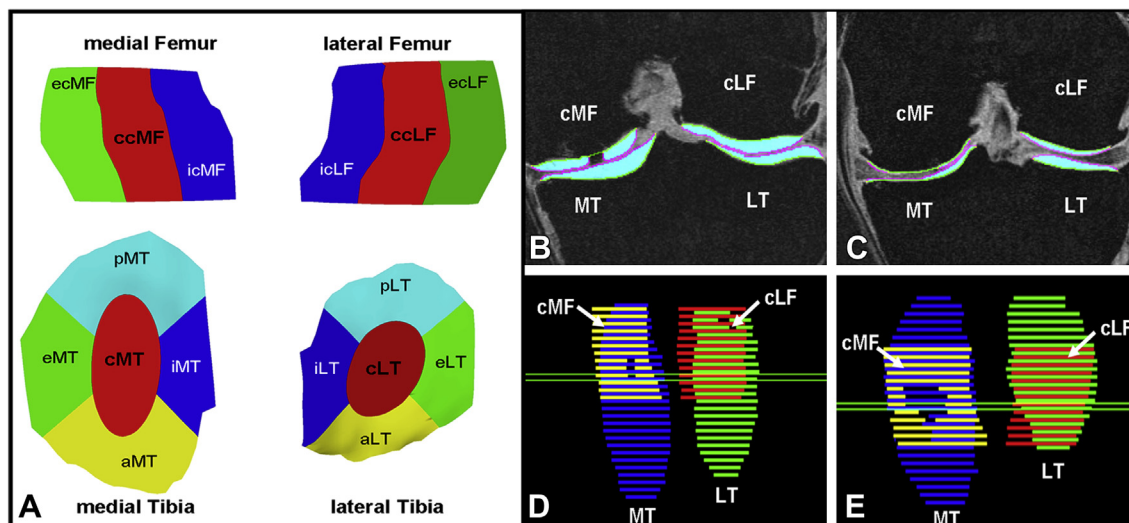 medial Femur
lateral Femur
ecMF
ccMF
icMF
icLF
ccLF
ecLF
pMT
eMT
cMT
iMT
aMT
pLT
iLT
cLT
eLT
aLT
medial Tibia
lateral Tibia
A
cMF
cLF
MT
LT
B
cMF
cLF
MT
LT
C
cMF
cLF
LT
MT
D
cMF
cLF
LT
MT
E